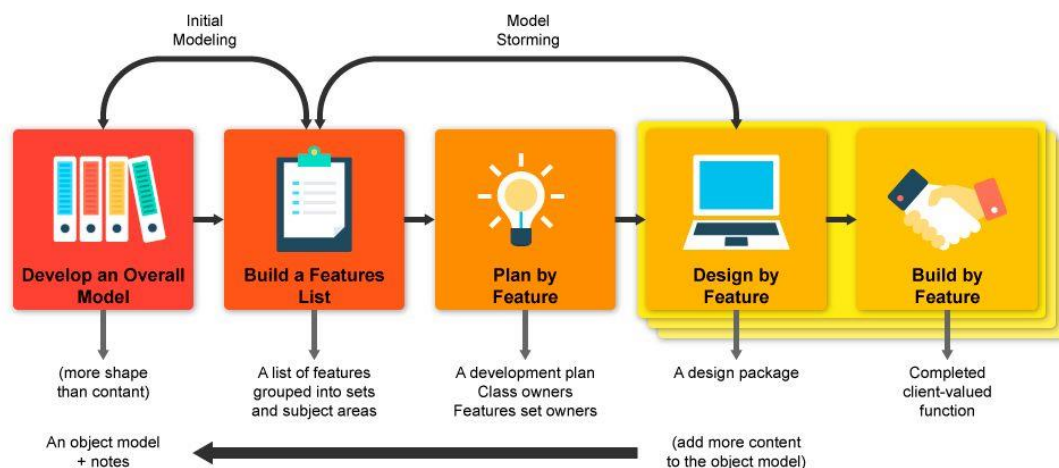 Initial
Modeling
Model
Storming
Develop an Overall
Model
Build a Features
List
Plan by
Feature
Design by
Feature
Build by
Feature
(more shape
than contant)
A list of features
grouped into sets
and subject areas
A development plan
Class owners
Features set owners
A design package
Completed
client-valued
function
An object model
+ notes
(add more content
to the object model)